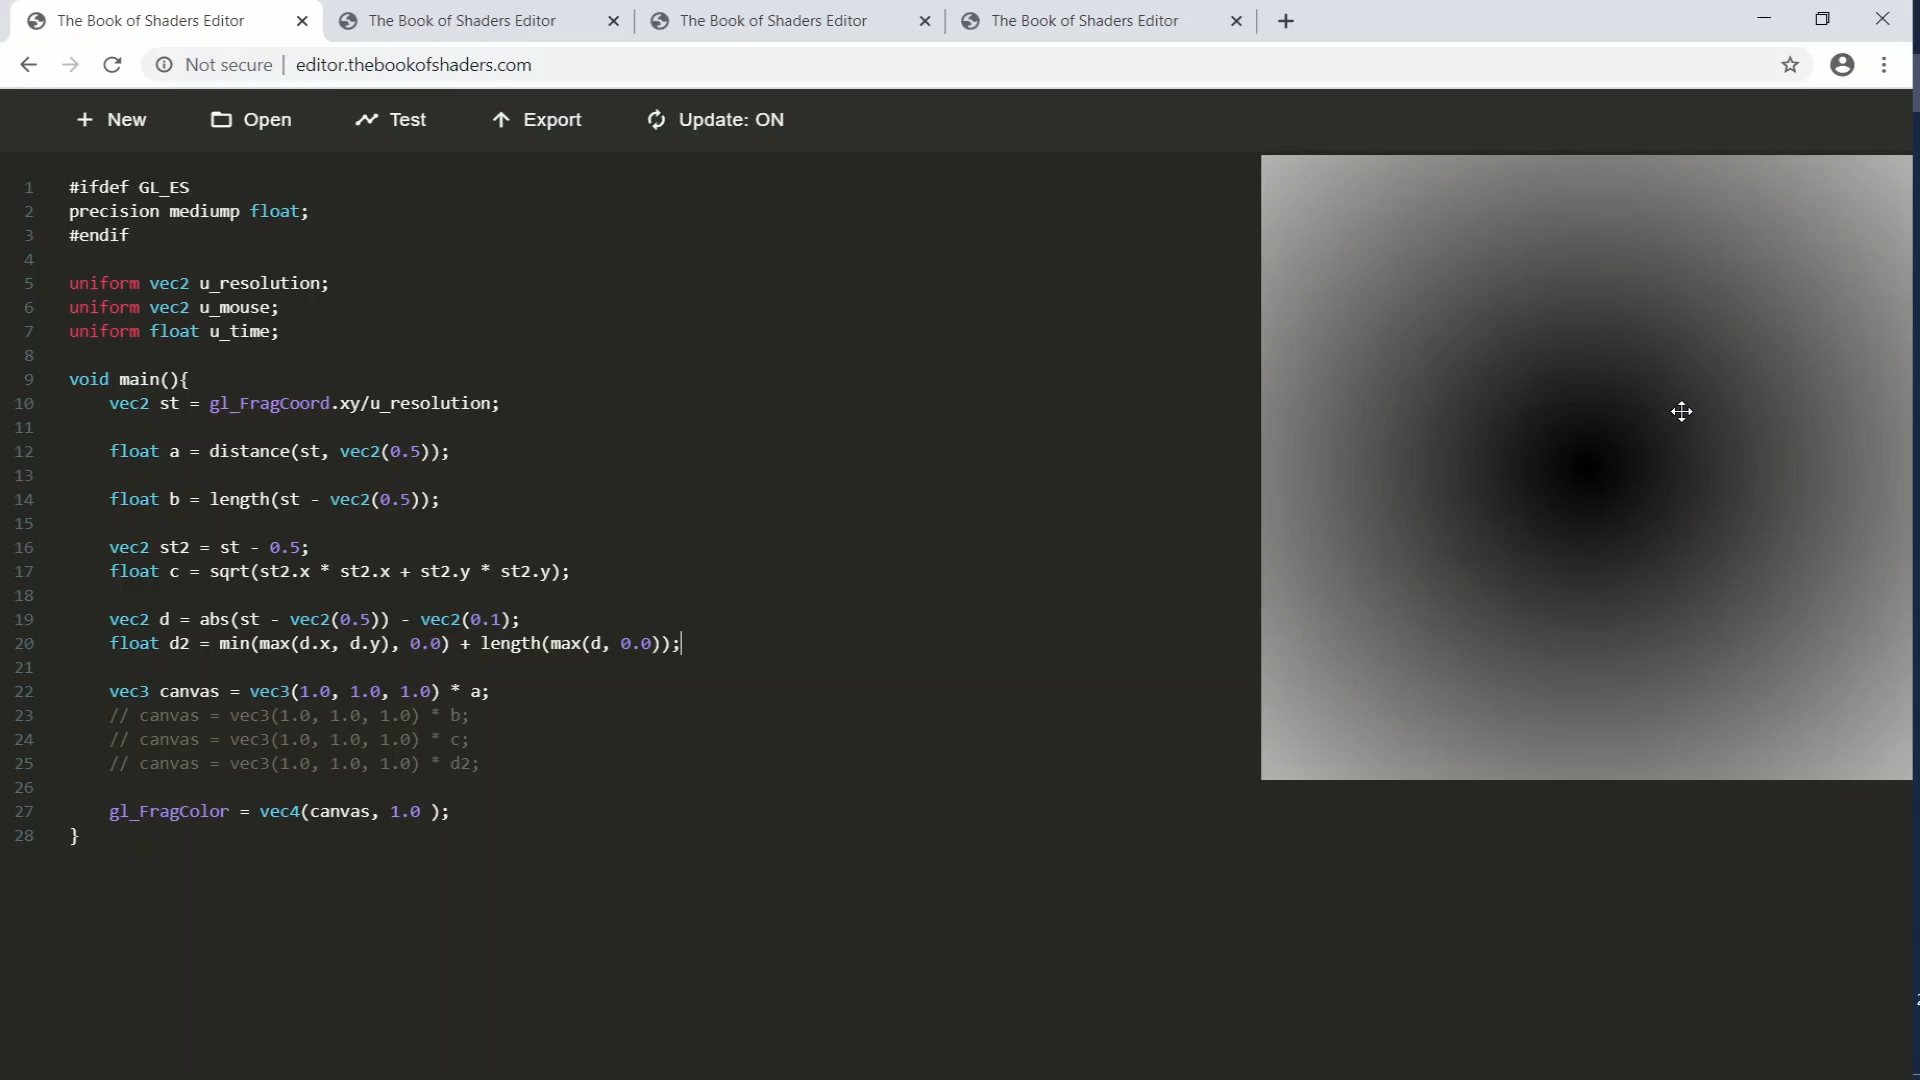 The Book of Shaders Editor The Book of Shaders Editor The Book of Shaders Editor The Book of Shaders Editor
Not secure | editor.thebookofshaders.com
+ New Open Test Export Update: ON
1 #ifdef GL_ES
2 precision mediump float;
3 #endif
4
5 uniform vec2 u_resolution;
6 uniform vec2 u_mouse;
7 uniform float u_time;
8
9 void main(){
10 vec2 st = gl_FragCoord.xy/u_resolution;
11
12 float a = distance(st, vec2(0.5));
13
14 float b = length(st - vec2(0.5));
15
16 vec2 st2 = st - 0.5;
17 float c = sqrt(st2.x * st2.x + st2.y * st2.y);
18
19 vec2 d = abs(st - vec2(0.5)) - vec2(0.1);
20 float d2 = min(max(d.x, d.y), 0.0) + length(max(d, 0.0));
21
22 vec3 canvas = vec3(1.0, 1.0, 1.0) * a;
23 // canvas = vec3(1.0, 1.0, 1.0) * b;
24 // canvas = vec3(1.0, 1.0, 1.0) * c;
25 // canvas = vec3(1.0, 1.0, 1.0) * d2;
26
27 gl_FragColor = vec4(canvas, 1.0 );
28 }